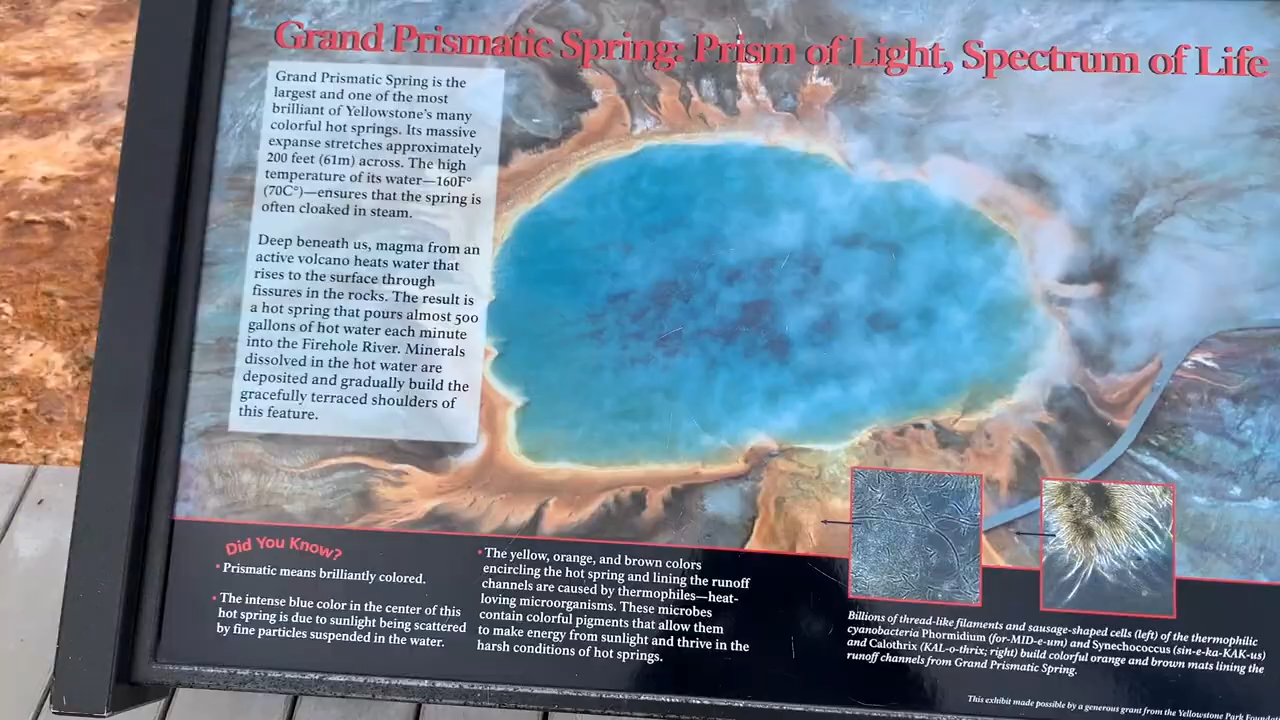 Grand Prismatic Spring: Prism of Light, Spectrum of Life
Grand Prismatic Spring is the
largest and one of the most
brilliant of Yellowstone's many
colorful hot springs. Its massive
expanse stretches approximately
200 feet (61m) across. The high
temperature of its water—160F°
(70C°)—ensures that the spring is
often cloaked in steam.
Deep beneath us, magma from an
active volcano heats water that
rises to the surface through
fissures in the rocks. The result is
a hot spring that pours almost 500
gallons of hot water each minute
into the Firehole River. Minerals
dissolved in the hot water are
deposited and gradually build the
gracefully terraced shoulders of
this feature.
Did You Know?
• Prismatic means brilliantly colored.
• The intense blue color in the center of this
hot spring is due to sunlight being scattered
by fine particles suspended in the water.
• The yellow, orange, and brown colors
encircling the hot spring and lining the runoff
channels are caused by thermophiles—heat-
loving microorganisms. These microbes
contain colorful pigments that allow them
to make energy from sunlight and thrive in the
harsh conditions of hot springs.
Billions of thread-like filaments and sausage-shaped cells (left) of the thermophilic
cyanobacteria Phormidium (for-MID-e-um) and Synechococcus (sin-e-ka-KAK-us)
and Calothrix (KAL-o-thrix; right) build colorful orange and brown mats lining the
runoff channels from Grand Prismatic Spring.
This exhibit made possible by a generous grant from the Yellowstone Park